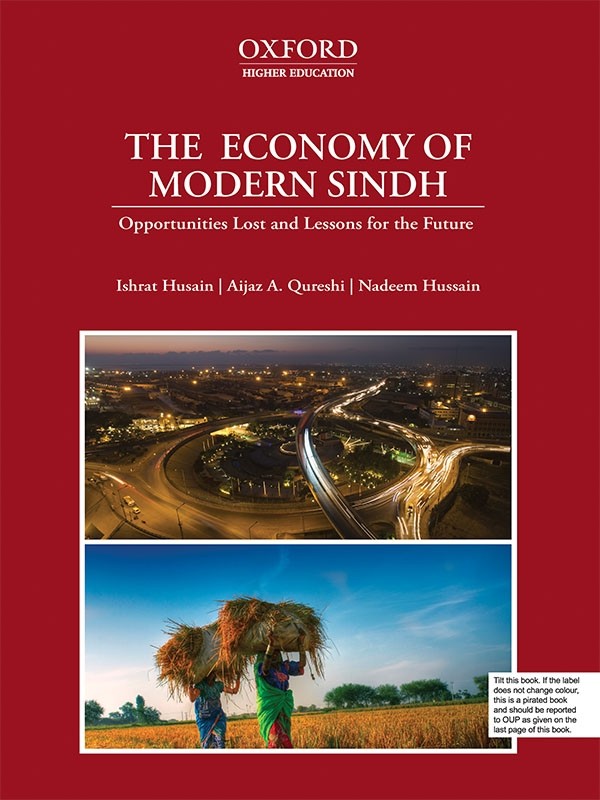 OXFORD
HIGHER EDUCATION
THE ECONOMY OF
MODERN SINDH
Opportunities Lost and Lessons for the Future
Ishrat Husain | Aijaz A. Qureshi | Nadeem Hussain
Tilt this book. If the label
does not change colour,
this is a pirated book
and should be reported
to OUP as given on the
last page of this book.